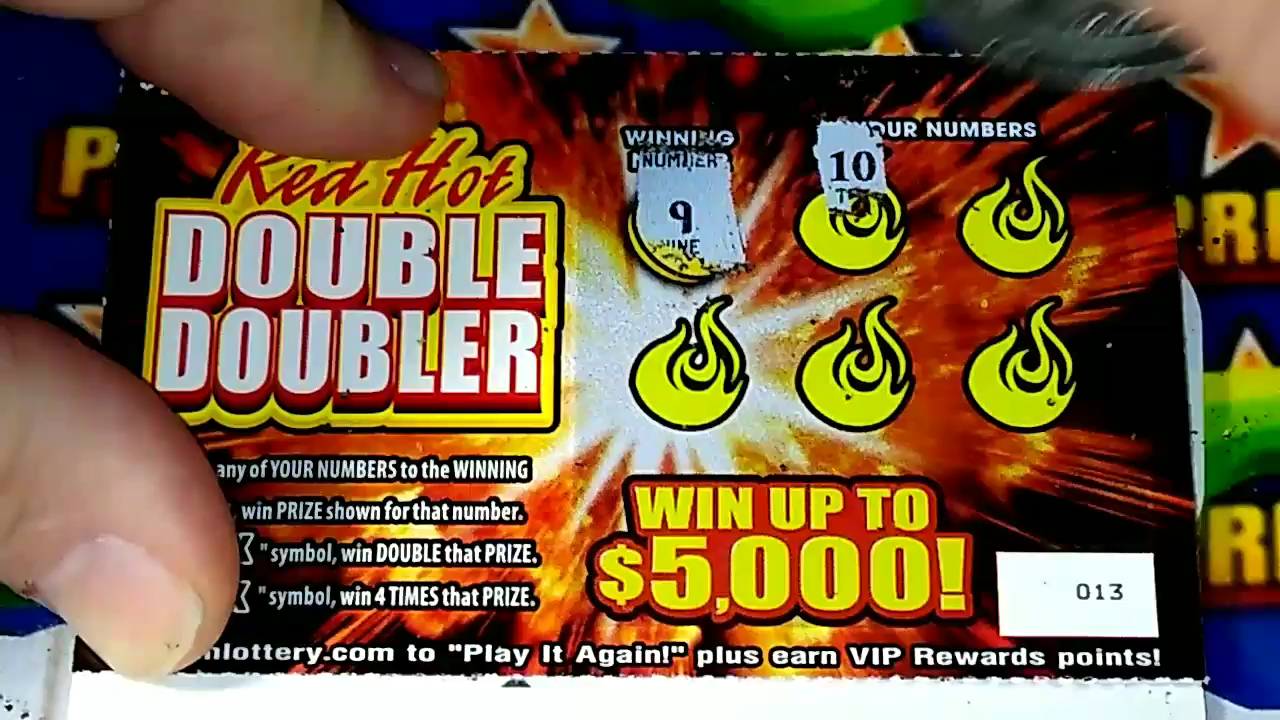 Red Hot
DOUBLE
DOUBLER
WINNING
NUMBER
9
YOUR NUMBERS
10
any of YOUR NUMBERS to the WINNING
win PRIZE shown for that number.
" symbol, win DOUBLE that PRIZE.
" symbol, win 4 TIMES that PRIZE.
WIN UP TO
$5,000!
013
nlottery.com to "Play It Again!" plus earn VIP Rewards points!